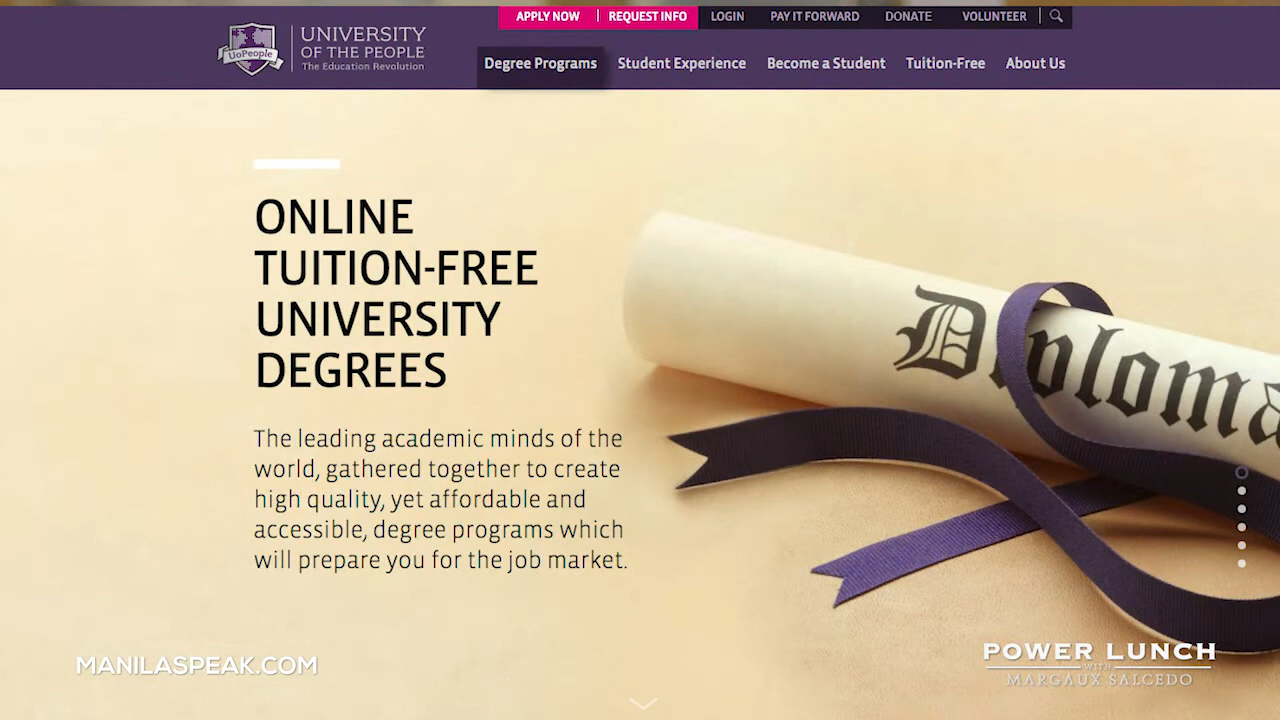 APPLY NOW
REQUEST INFO
LOGIN
PAY IT FORWARD
DONATE
VOLUNTEER
UoPeople
UNIVERSITY
OF THE PEOPLE
The Education Revolution
Degree Programs
Student Experience
Become a Student
Tuition-Free
About Us
ONLINE
TUITION-FREE
UNIVERSITY
DEGREES
Diploma
The leading academic minds of the
world, gathered together to create
high quality, yet affordable and
accessible, degree programs which
will prepare you for the job market.
MANILASPEAK.COM
POWER LUNCH
WITH
MARGAUX SALCEDO